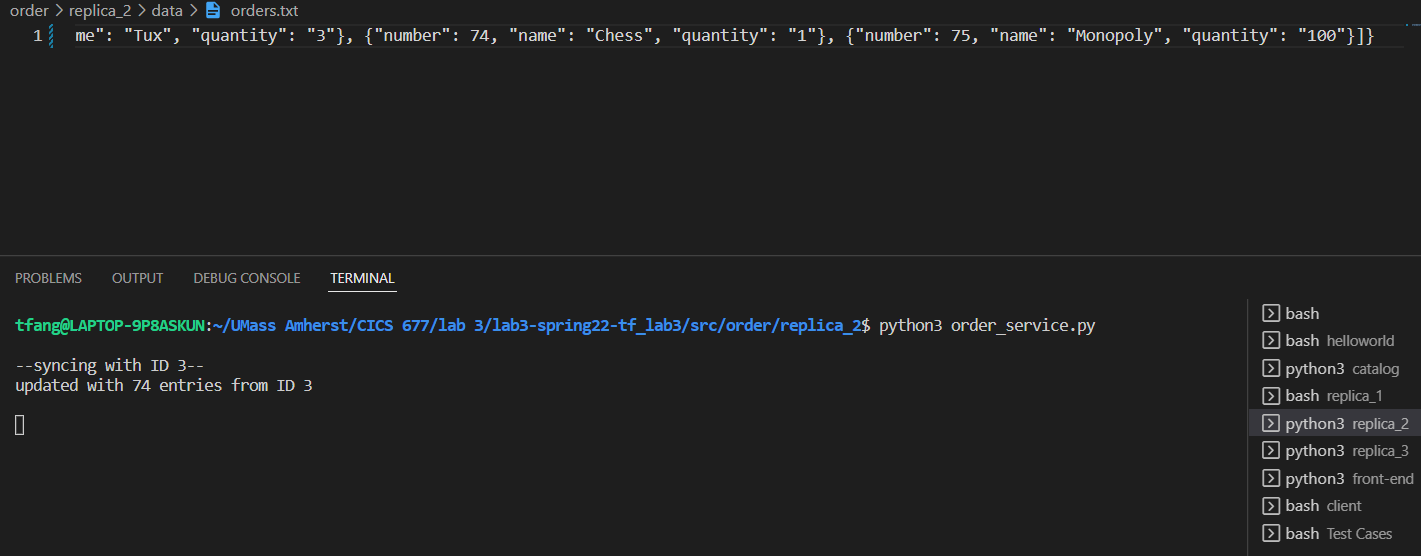 order > replica_2 > data > orders.txt
1 me": "Tux", "quantity": "3"}, {"number": 74, "name": "Chess", "quantity": "1"}, {"number": 75, "name": "Monopoly", "quantity": "100"}]}
PROBLEMS OUTPUT DEBUG CONSOLE TERMINAL
tfang@LAPTOP-9P8ASKUN:~/UMass Amherst/CICS 677/lab 3/lab3-spring22-tf_lab3/src/order/replica_2$ python3 order_service.py
--syncing with ID 3--
updated with 74 entries from ID 3
bash
bash helloworld
python3 catalog
bash replica_1
python3 replica_2
python3 replica_3
python3 front-end
bash client
bash Test Cases